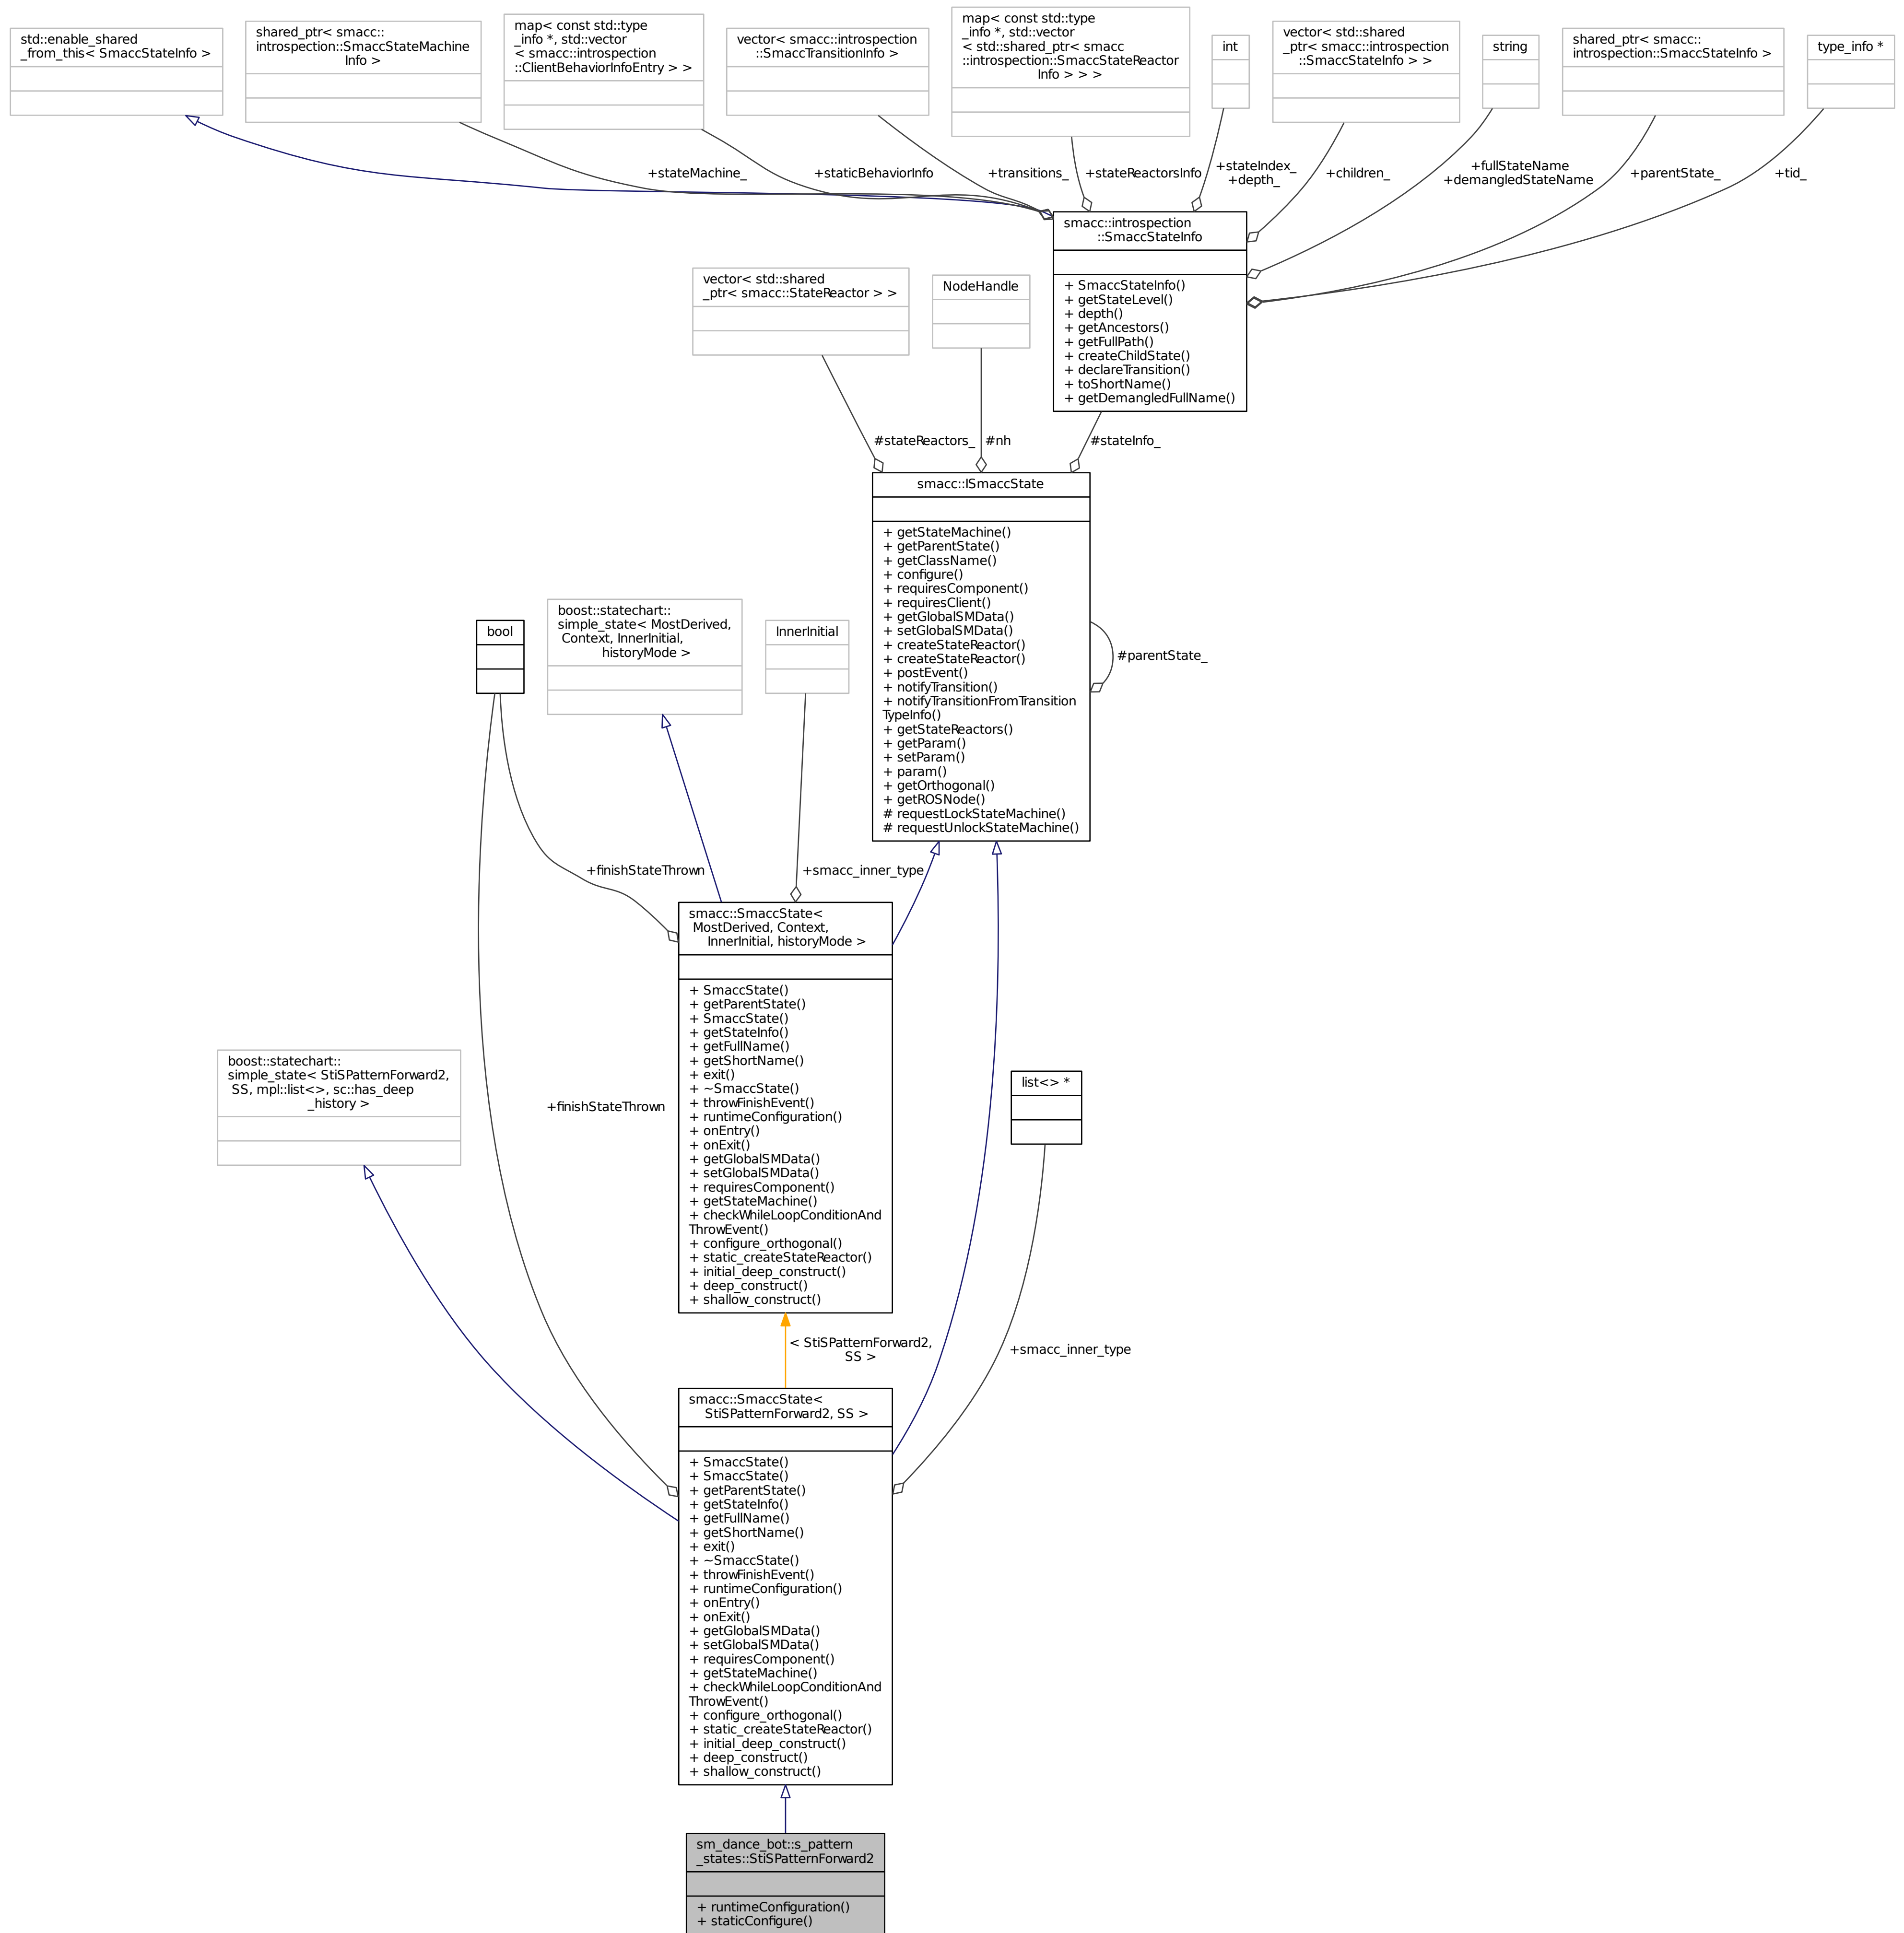 std::enable_shared
_from_this< SmaccStateInfo >
shared_ptr< smacc::
introspection::SmaccStateMachine
Info >
map< const std::type
_info *, std::vector
< smacc::introspection
::ClientBehaviorInfoEntry > >
vector< smacc::introspection
::SmaccTransitionInfo >
map< const std::type
_info *, std::vector
< std::shared_ptr< smacc
::introspection::SmaccStateReactor
Info > > >
int
vector< std::shared
_ptr< smacc::introspection
::SmaccStateInfo > >
string
shared_ptr< smacc::
introspection::SmaccStateInfo >
type_info *
+stateMachine_
+staticBehaviorInfo
+transitions_
+stateReactorsInfo
+stateIndex_
+depth_
+children_
+fullStateName
+demangledStateName
+parentState_
+tid_
smacc::introspection
::SmaccStateInfo
+ SmaccStateInfo()
+ getStateLevel()
+ depth()
+ getAncestors()
+ getFullPath()
+ createChildState()
+ declareTransition()
+ toShortName()
+ getDemangledFullName()
vector< std::shared
_ptr< smacc::StateReactor > >
NodeHandle
#stateReactors_
#nh
#stateInfo_
smacc::ISmaccState
+ getStateMachine()
+ getParentState()
+ getClassName()
+ configure()
+ requiresComponent()
+ requiresClient()
+ getGlobalSMData()
+ setGlobalSMData()
+ createStateReactor()
+ createStateReactor()
+ postEvent()
+ notifyTransition()
+ notifyTransitionFromTransition
TypeInfo()
+ getStateReactors()
+ getParam()
+ setParam()
+ param()
+ getOrthogonal()
+ getROSNode()
# requestLockStateMachine()
# requestUnlockStateMachine()
#parentState_
bool
boost::statechart::
simple_state< MostDerived,
Context, InnerInitial,
historyMode >
InnerInitial
+finishStateThrown
+smacc_inner_type
smacc::SmaccState<
MostDerived, Context,
InnerInitial, historyMode >
+ SmaccState()
+ getParentState()
+ SmaccState()
+ getStateInfo()
+ getFullName()
+ getShortName()
+ exit()
+ ~SmaccState()
+ throwFinishEvent()
+ runtimeConfiguration()
+ onEntry()
+ onExit()
+ getGlobalSMData()
+ setGlobalSMData()
+ requiresComponent()
+ getStateMachine()
+ checkWhileLoopConditionAnd
ThrowEvent()
+ configure_orthogonal()
+ static_createStateReactor()
+ initial_deep_construct()
+ deep_construct()
+ shallow_construct()
boost::statechart::
simple_state< StiSPatternForward2,
SS, mpl::list<>, sc::has_deep
_history >
+finishStateThrown
list<> *
< StiSPatternForward2,
SS >
+smacc_inner_type
smacc::SmaccState<
StiSPatternForward2, SS >
+ SmaccState()
+ SmaccState()
+ getParentState()
+ getStateInfo()
+ getFullName()
+ getShortName()
+ exit()
+ ~SmaccState()
+ throwFinishEvent()
+ runtimeConfiguration()
+ onEntry()
+ onExit()
+ getGlobalSMData()
+ setGlobalSMData()
+ requiresComponent()
+ getStateMachine()
+ checkWhileLoopConditionAnd
ThrowEvent()
+ configure_orthogonal()
+ static_createStateReactor()
+ initial_deep_construct()
+ deep_construct()
+ shallow_construct()
sm_dance_bot::s_pattern
_states::StiSPatternForward2
+ runtimeConfiguration()
+ staticConfigure()